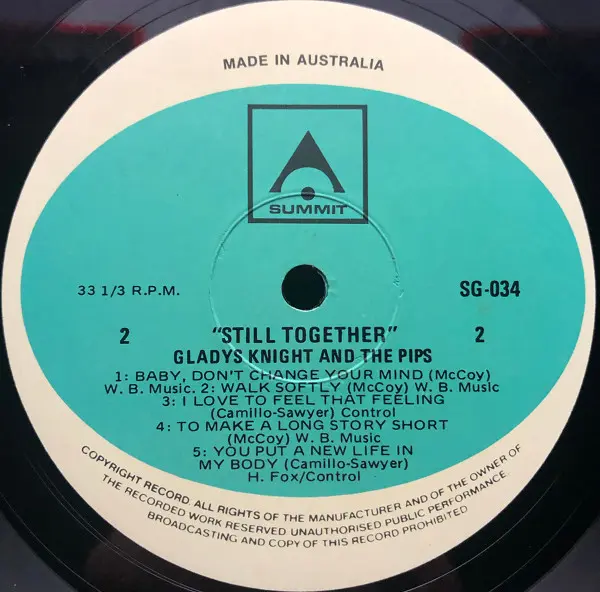 MADE IN AUSTRALIA
SUMMIT
33 1/3 R.P.M.
SG-034
2 "STILL TOGETHER" 2
GLADYS KNIGHT AND THE PIPS
1: BABY, DON'T CHANGE YOUR MIND (McCoy)
W. B. Music. 2: WALK SOFTLY (McCoy) W. B. Music
3: I LOVE TO FEEL THAT FEELING
(Camillo-Sawyer) Control
4: TO MAKE A LONG STORY SHORT
(McCoy) W. B. Music
5: YOU PUT A NEW LIFE IN
MY BODY (Camillo-Sawyer)
H. Fox/Control
COPYRIGHT RECORD ALL RIGHTS OF THE MANUFACTURER AND OF THE OWNER OF
THE RECORDED WORK RESERVED UNAUTHORISED PUBLIC PERFORMANCE
BROADCASTING AND COPY OF THIS RECORD PROHIBITED